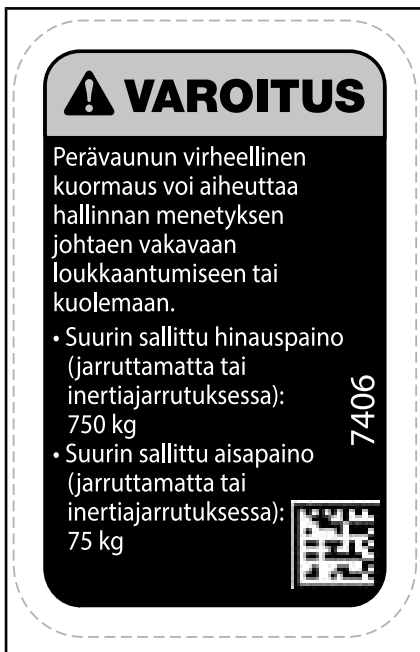 VAROITUS
Perävaunun virheellinen
kuormaus voi aiheuttaa
hallinnan menetyksen
johtaen vakavaan
loukkaantumiseen tai
kuolemaan.
• Suurin sallittu hinauspaino
(jarruttamatta tai
inertiajarrutuksessa):
750 kg
• Suurin sallittu aisapaino
(jarruttamatta tai
inertiajarrutuksessa):
75 kg
7406